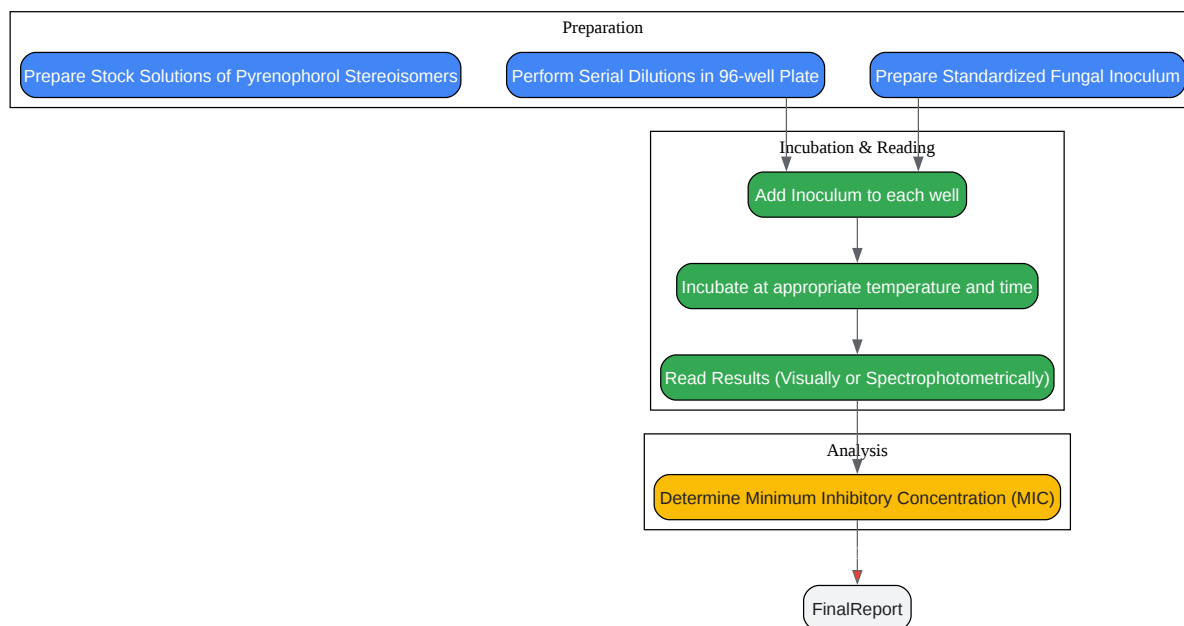 Preparation
Prepare Stock Solutions of Pyrenophorol Stereoisomers
Perform Serial Dilutions in 96-well Plate
Prepare Standardized Fungal Inoculum
Incubation & Reading
Add Inoculum to each well
Incubate at appropriate temperature and time
Read Results (Visually or Spectrophotometrically)
Analysis
Determine Minimum Inhibitory Concentration (MIC)
FinalReport